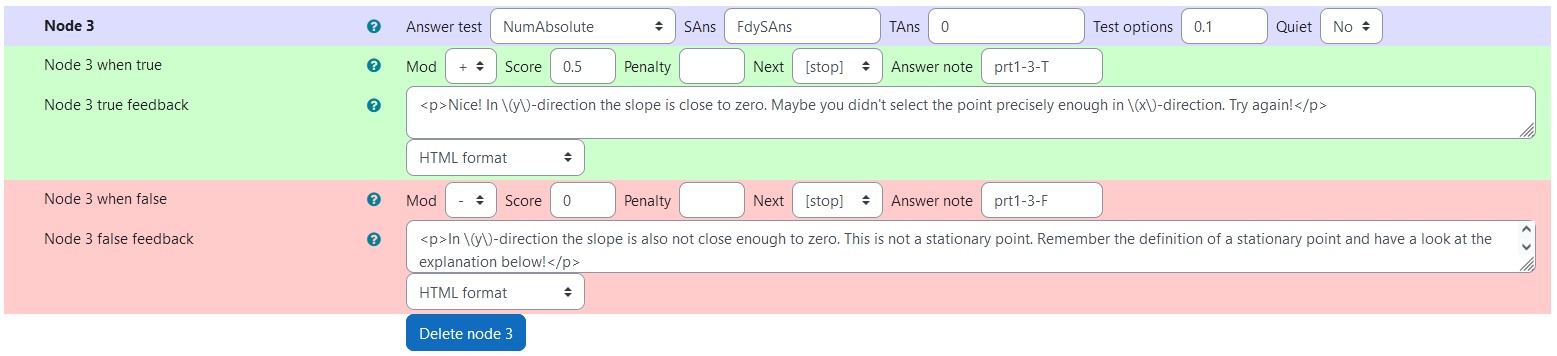 Node 3 Answer test NumAbsolute SAns FdySAns TAns 0 Test options 0.1 Quiet No
Node 3 when true Mod + Score 0.5 Penalty Next [stop] Answer note prt1-3-T
Node 3 true feedback <p>Nice! In \(y\)-direction the slope is close to zero. Maybe you didn't select the point precisely enough in \(x\)-direction. Try again!</p>
HTML format
Node 3 when false Mod - Score 0 Penalty Next [stop] Answer note prt1-3-F
Node 3 false feedback <p>In \(y\)-direction the slope is also not close enough to zero. This is not a stationary point. Remember the definition of a stationary point and have a look at the
explanation below!</p>
HTML format
Delete node 3